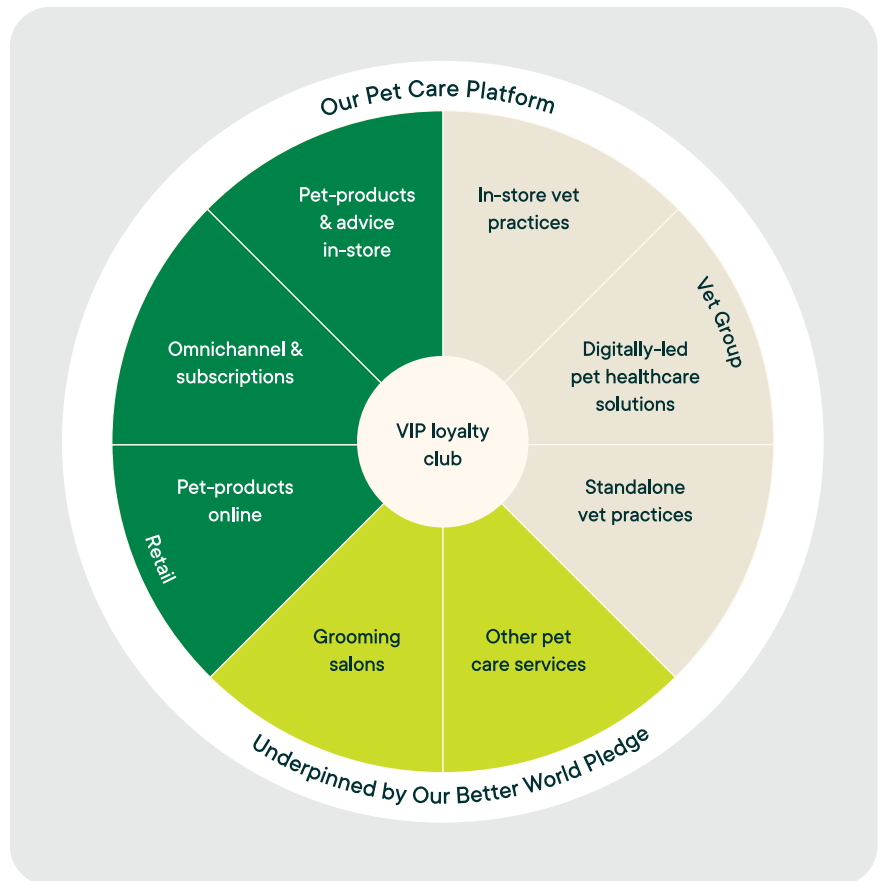 Our Pet Care Platform
Pet-products
& advice
in-store
In-store vet
practices
Vet Group
Omnichannel &
subscriptions
Digitally-led
pet healthcare
solutions
VIP loyalty
club
Pet-products
online
Standalone
vet practices
Retail
Grooming
salons
Other pet
care services
Underpinned by Our Better World Pledge